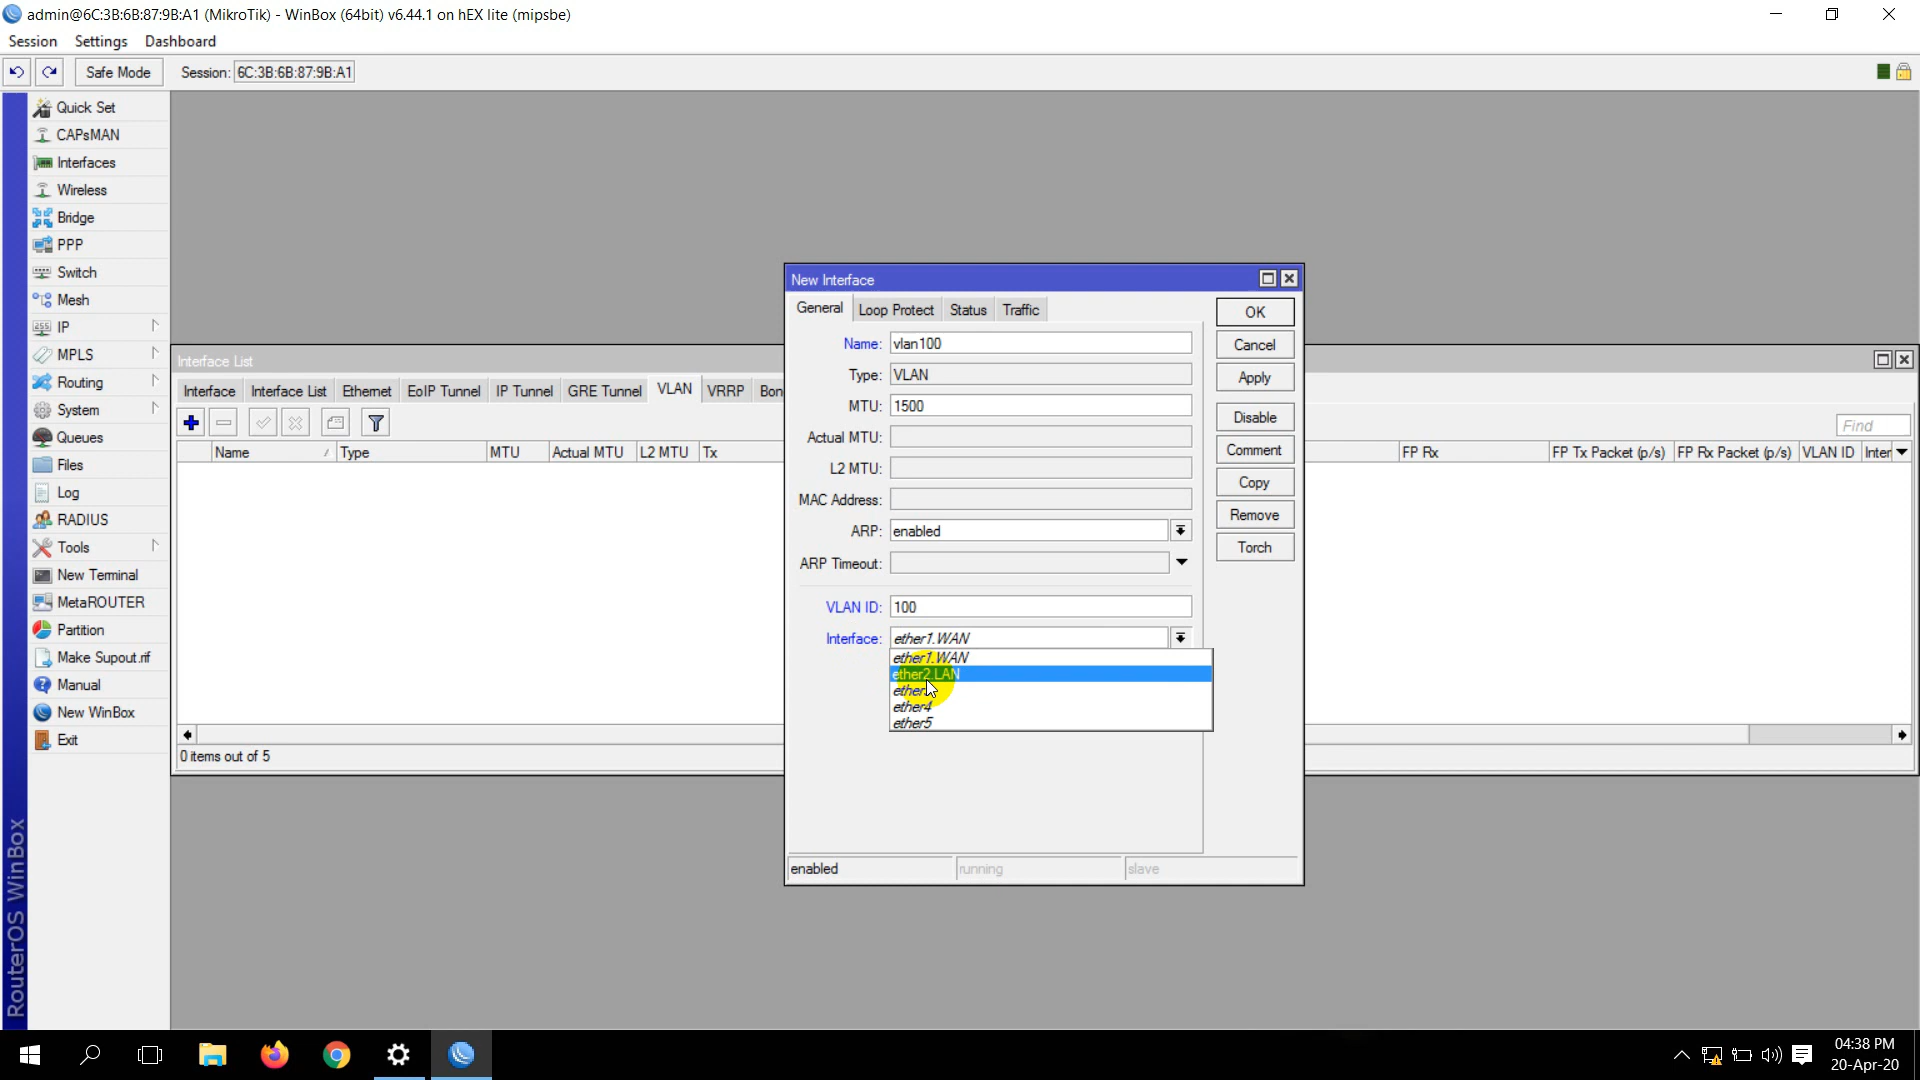 admin@6C:3B:6B:87:9B:A1 (MikroTik) - WinBox (64bit) v6.44.1 on hEX lite (mipsbe)
Session Settings Dashboard
Safe Mode Session: 6C:3B:6B:87:9B:A1
Quick Set
CAPsMAN
Interfaces
Wireless
Bridge
PPP
Switch
Mesh
IP
MPLS
Routing
System
Queues
Files
Log
RADIUS
Tools
New Terminal
MetaROUTER
Partition
Make Supout.rif
Manual
New WinBox
Exit
RouterOS WinBox
Interface List
Interface Interface List Ethernet EoIP Tunnel IP Tunnel GRE Tunnel VLAN VRRP Bon
Find
Name Type MTU Actual MTU L2 MTU Tx FP Rx FP Tx Packet (p/s) FP Rx Packet (p/s) VLAN ID Inter
0 items out of 5
New Interface
General Loop Protect Status Traffic
Name: vlan100
Type: VLAN
MTU: 1500
Actual MTU:
L2 MTU:
MAC Address:
ARP: enabled
ARP Timeout:
VLAN ID: 100
Interface: ether1.WAN
ether1.WAN
ether2.LAN
ether
ether4
ether5
OK
Cancel
Apply
Disable
Comment
Copy
Remove
Torch
enabled running slave
04:38 PM
20-Apr-20